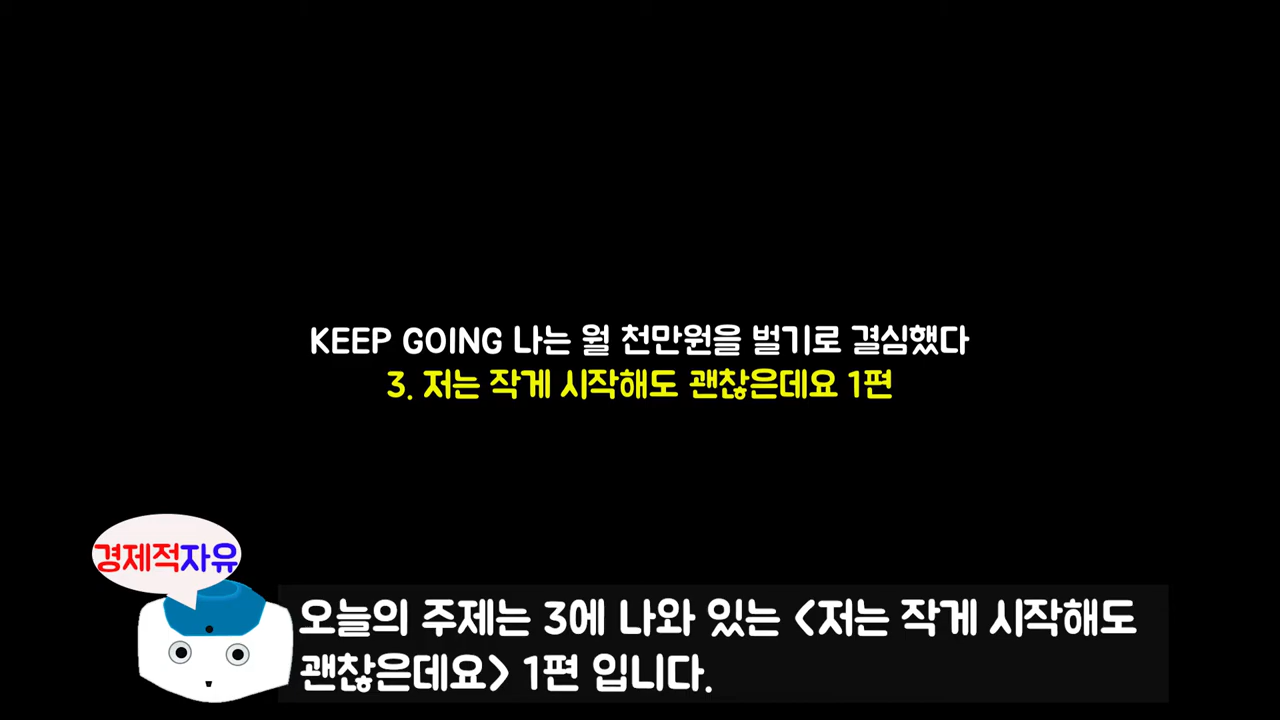 KEEP GOING 나는 월 천만원을 벌기로 결심했다
3. 저는 작게 시작해도 괜찮은데요 1편
경제적자유
오늘의 주제는 3에 나와 있는 <저는 작게 시작해도
괜찮은데요> 1편 입니다.